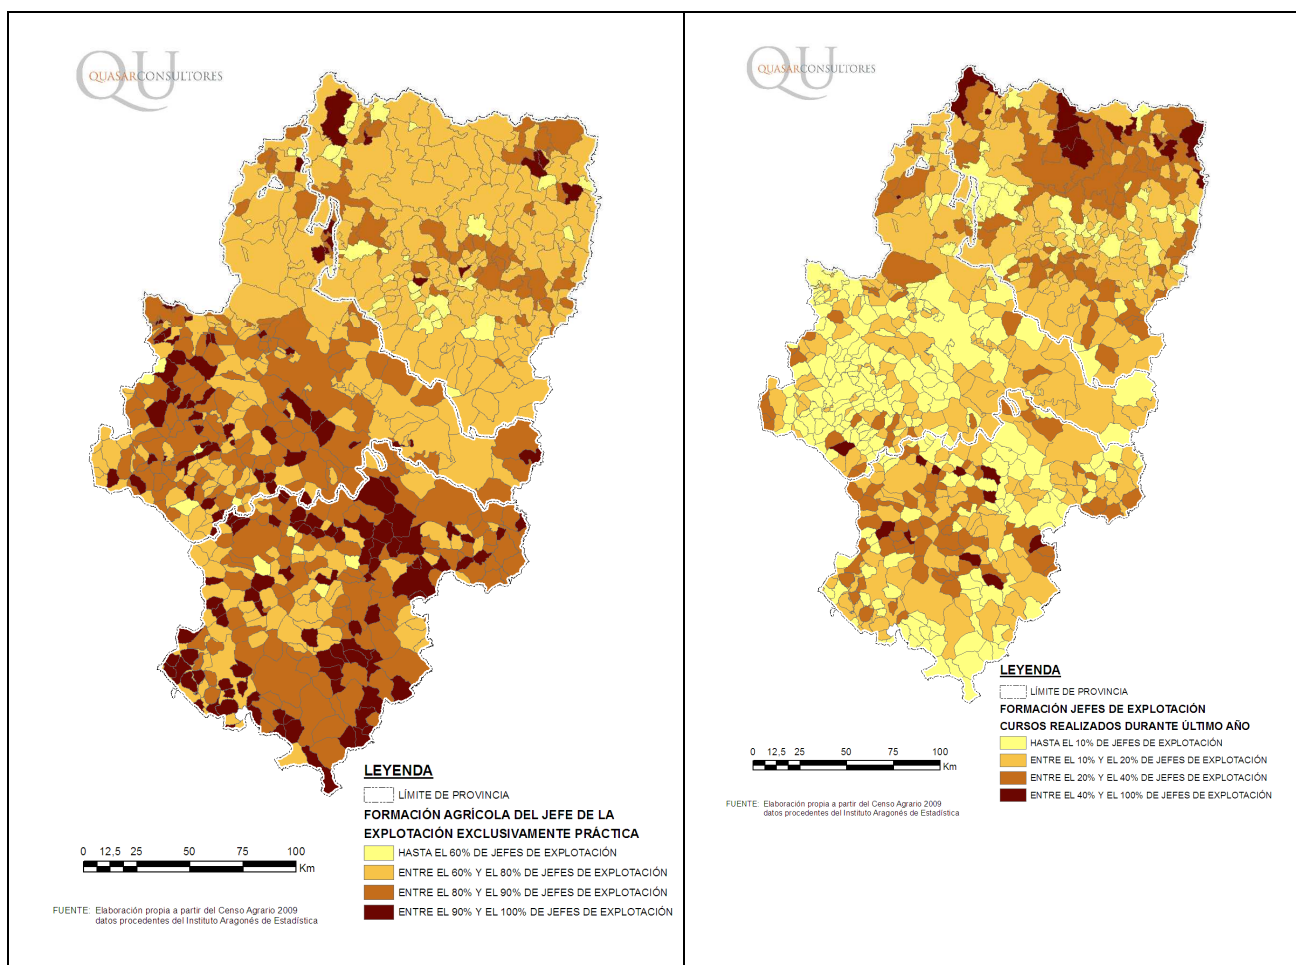 QU
QUASARCONSULTORES
LEYENDA
LÍMITE DE PROVINCIA
FORMACIÓN AGRÍCOLA DEL JEFE DE LA
EXPLOTACIÓN EXCLUSIVAMENTE PRÁCTICA
HASTA EL 60% DE JEFES DE EXPLOTACIÓN
ENTRE EL 60% Y EL 80% DE JEFES DE EXPLOTACIÓN
ENTRE EL 80% Y EL 90% DE JEFES DE EXPLOTACIÓN
ENTRE EL 90% Y EL 100% DE JEFES DE EXPLOTACIÓN
0 12,5 25 50 75 100
Km
FUENTE: Elaboración propia a partir del Censo Agrario 2009
datos procedentes del Instituto Aragonés de Estadística
QU
QUASARCONSULTORES
LEYENDA
LÍMITE DE PROVINCIA
FORMACIÓN JEFES DE EXPLOTACIÓN
CURSOS REALIZADOS DURANTE ÚLTIMO AÑO
HASTA EL 10% DE JEFES DE EXPLOTACIÓN
ENTRE EL 10% Y EL 20% DE JEFES DE EXPLOTACIÓN
ENTRE EL 20% Y EL 40% DE JEFES DE EXPLOTACIÓN
ENTRE EL 40% Y EL 100% DE JEFES DE EXPLOTACIÓN
0 12,5 25 50 75 100
Km
FUENTE: Elaboración propia a partir del Censo Agrario 2009
datos procedentes del Instituto Aragonés de Estadística